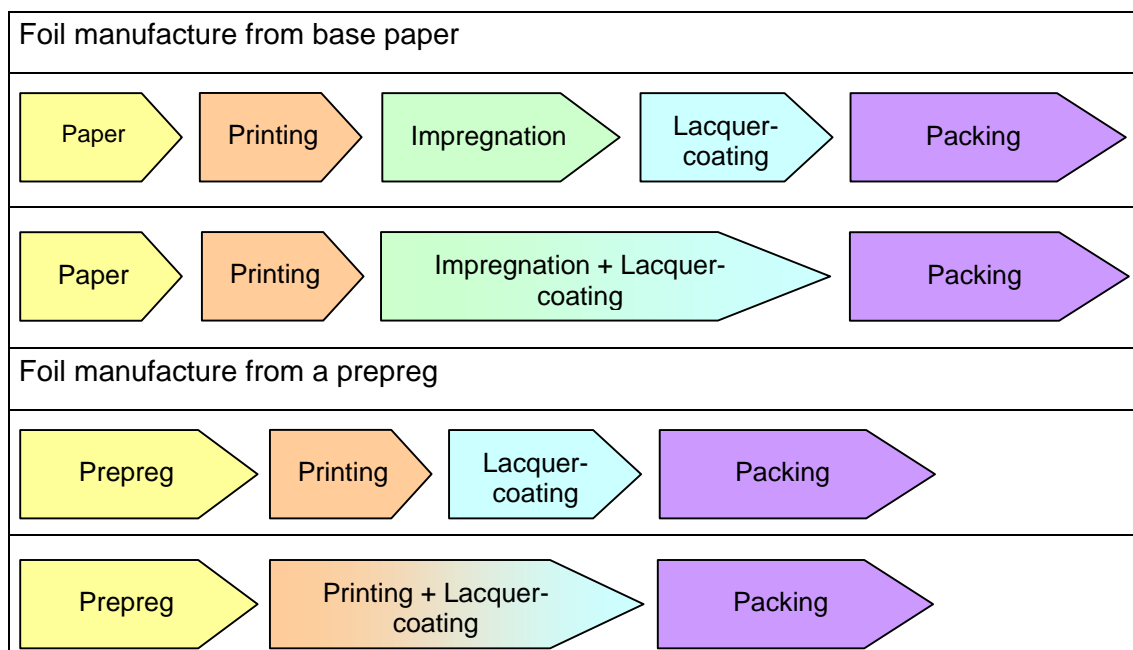 Foil manufacture from base paper
Paper
Printing
Impregnation
Lacquer-
coating
Packing
Paper
Printing
Impregnation + Lacquer-
coating
Packing
Foil manufacture from a prepreg
Prepreg
Printing
Lacquer-
coating
Packing
Prepreg
Printing + Lacquer-
coating
Packing